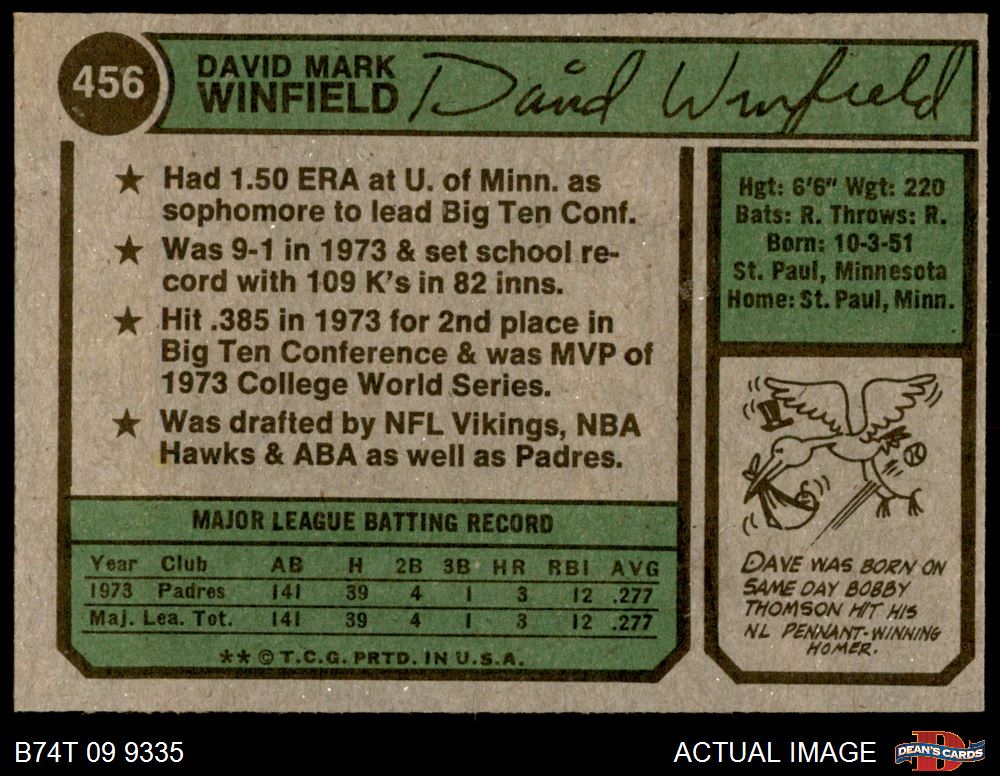 456
DAVID MARK
WINFIELD
David Winfield
★ Had 1.50 ERA at U. of Minn. as
sophomore to lead Big Ten Conf.
★ Was 9-1 in 1973 & set school re-
cord with 109 K's in 82 inns.
★ Hit .385 in 1973 for 2nd place in
Big Ten Conference & was MVP of
1973 College World Series.
★ Was drafted by NFL Vikings, NBA
Hawks & ABA as well as Padres.
Hgt: 6'6" Wgt: 220
Bats: R. Throws: R.
Born: 10-3-51
St. Paul, Minnesota
Home: St. Paul, Minn.
DAVE WAS BORN ON
SAME DAY BOBBY
THOMSON HIT HIS
NL PENNANT-WINNING
HOMER.
MAJOR LEAGUE BATTING RECORD
Year Club AB H 2B 3B HR RBI AVG
1973 Padres 141 39 4 1 3 12 .277
Maj. Lea. Tot. 141 39 4 1 3 12 .277
** © T.C.G. PRTD. IN U.S.A.
B74T 09 9335
ACTUAL IMAGE
DEAN'S CARDS